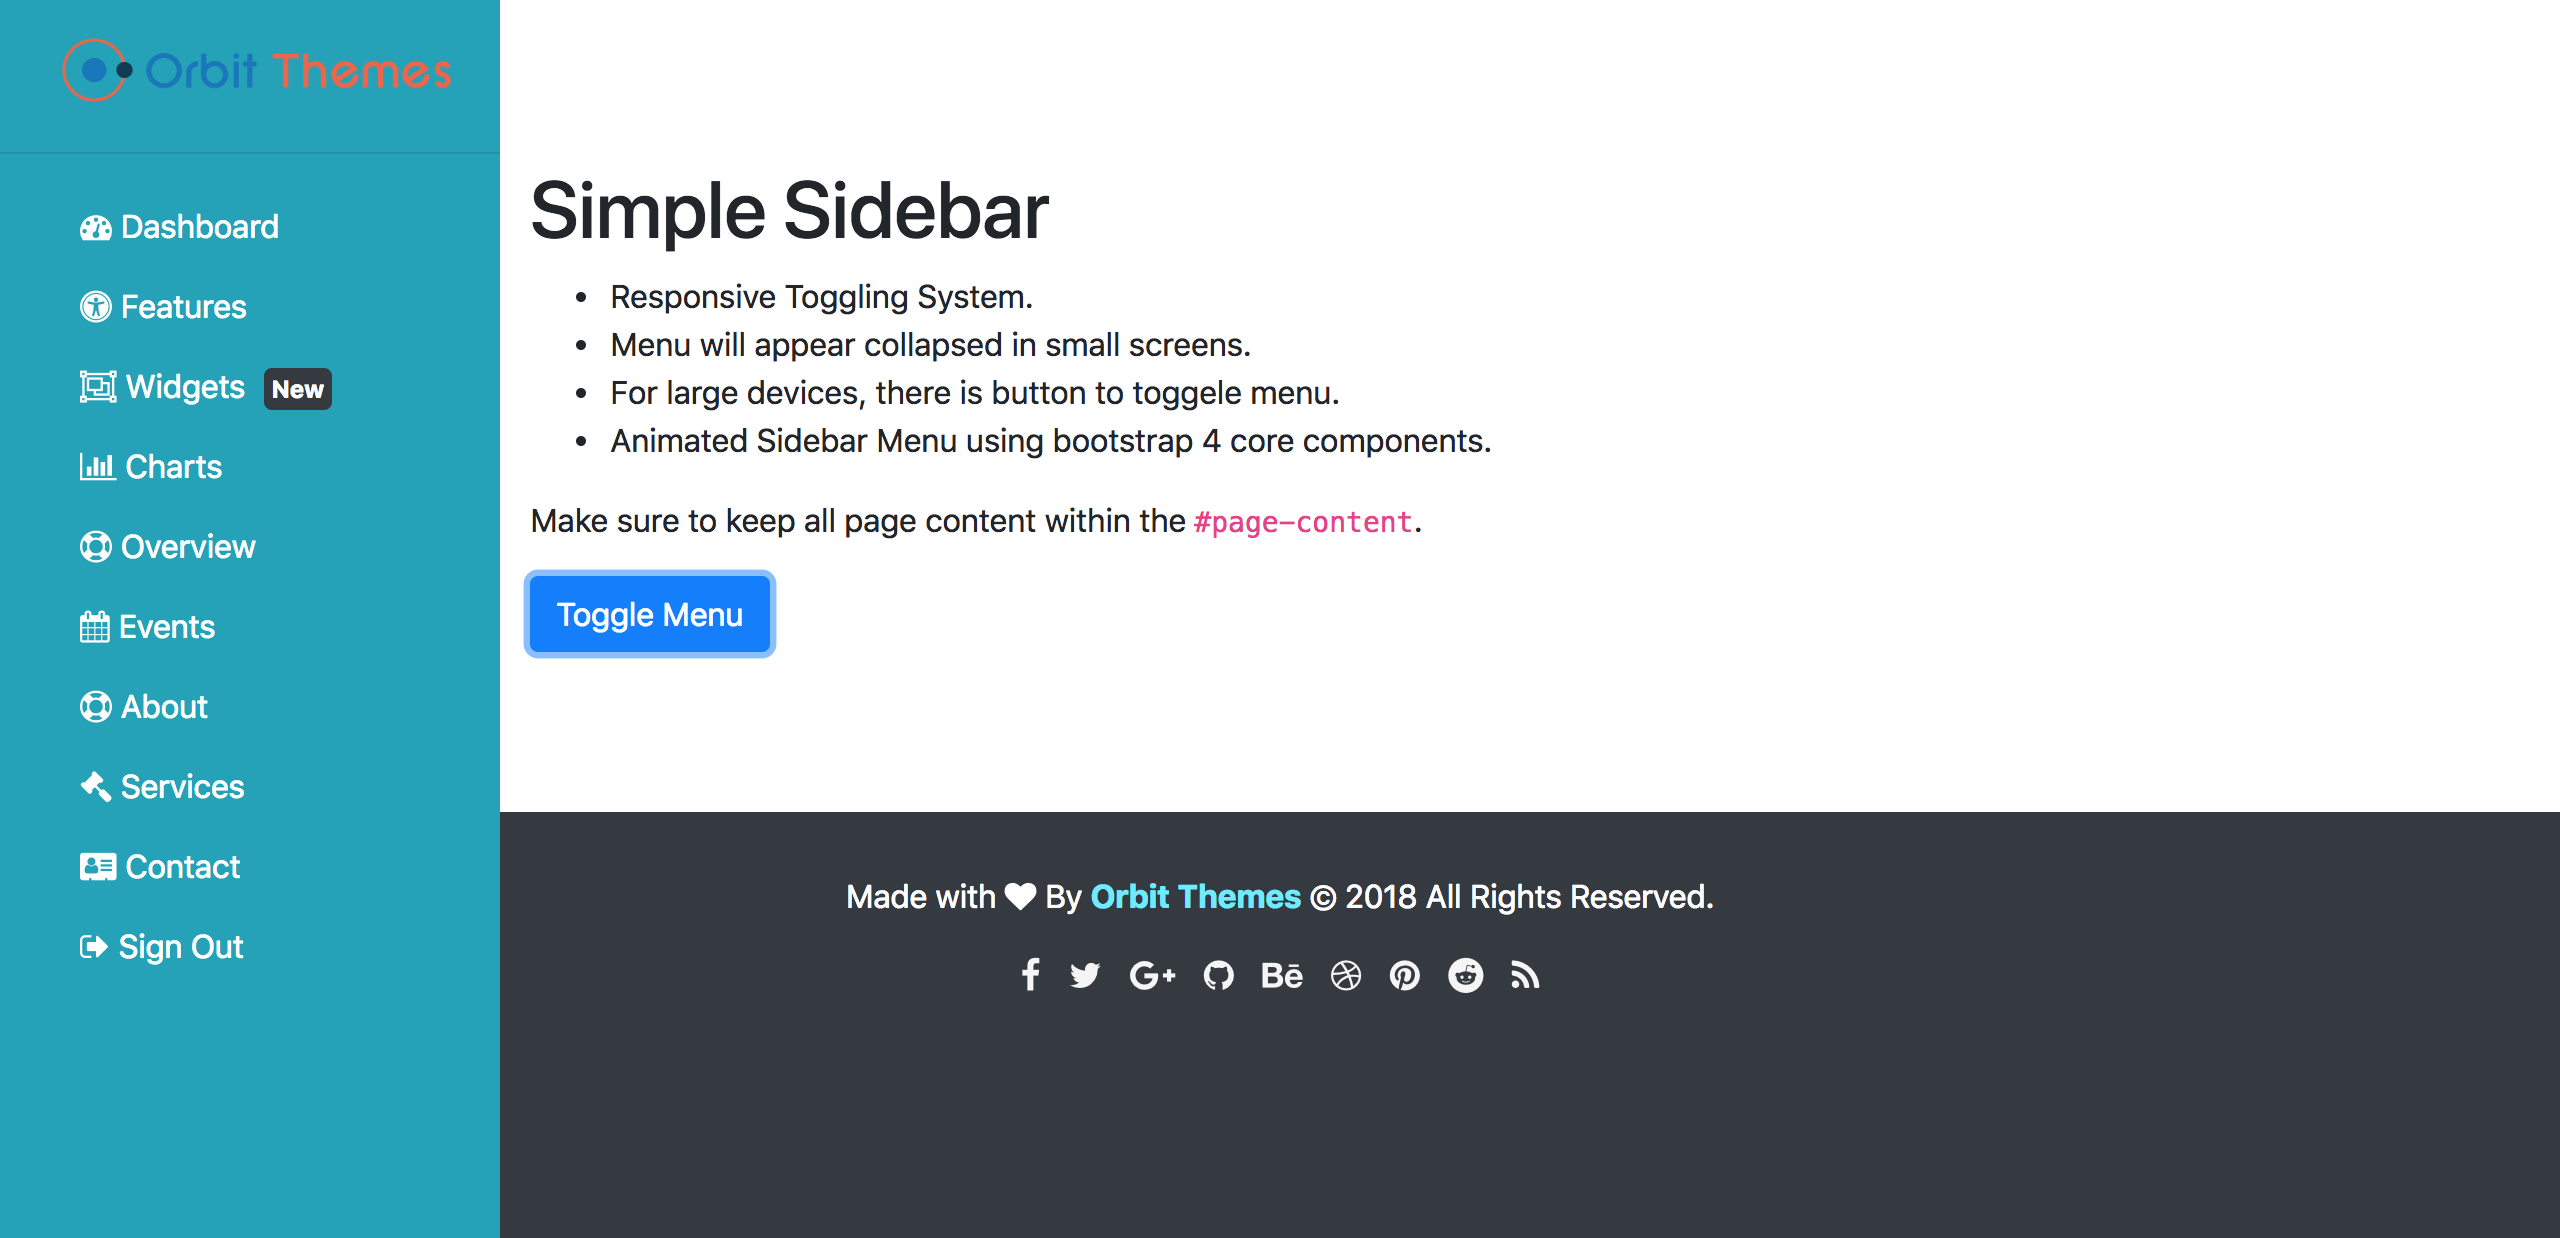 Orbit Themes
Dashboard
Features
Widgets New
Charts
Overview
Events
About
Services
Contact
Sign Out
Simple Sidebar
• Responsive Toggling System.
• Menu will appear collapsed in small screens.
• For large devices, there is button to toggele menu.
• Animated Sidebar Menu using bootstrap 4 core components.
Make sure to keep all page content within the #page-content.
Toggle Menu
Made with ♥ By Orbit Themes © 2018 All Rights Reserved.